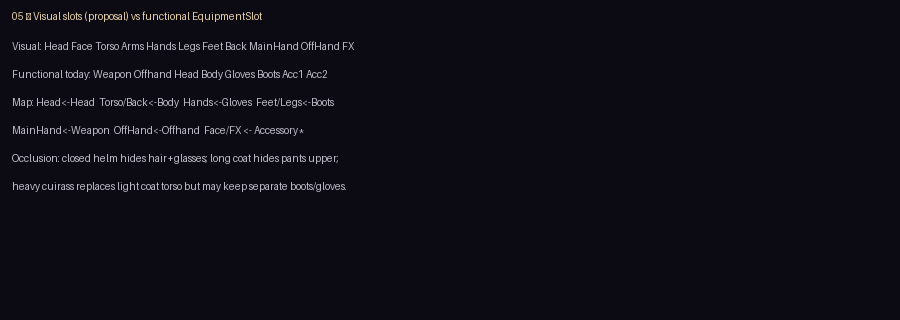 05 Visual slots (proposal) vs functional EquipmentSlot
Visual: Head Face Torso Arms Hands Legs Feet Back MainHand OffHand FX
Functional today: Weapon Offhand Head Body Gloves Boots Acc1 Acc2
Map: Head<-Head Torso/Back<-Body Hands<-Gloves Feet/Legs<-Boots
MainHand<-Weapon OffHand<-Offhand Face/FX <- Accessory*
Occlusion: closed helm hides hair+glasses; long coat hides pants upper;
heavy cuirass replaces light coat torso but may keep separate boots/gloves.